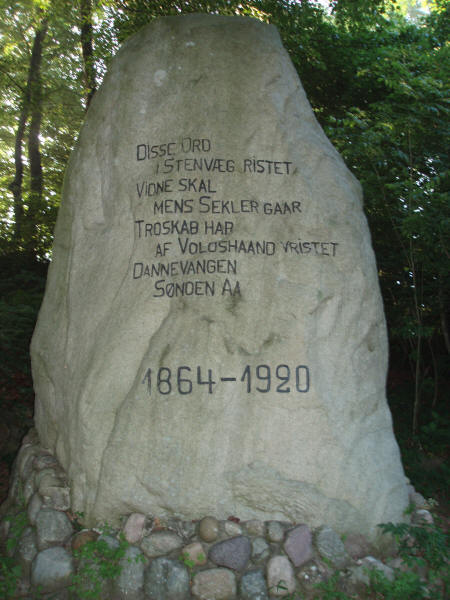 DISSE ORD
I STENVÆG RISTET
VIDNE SKAL
MENS SEKLER GAAR
TROSKAB HAR
AF VOLDSHAAND VRISTET
DANNEVANGEN
SØNDEN AA
1864-1920